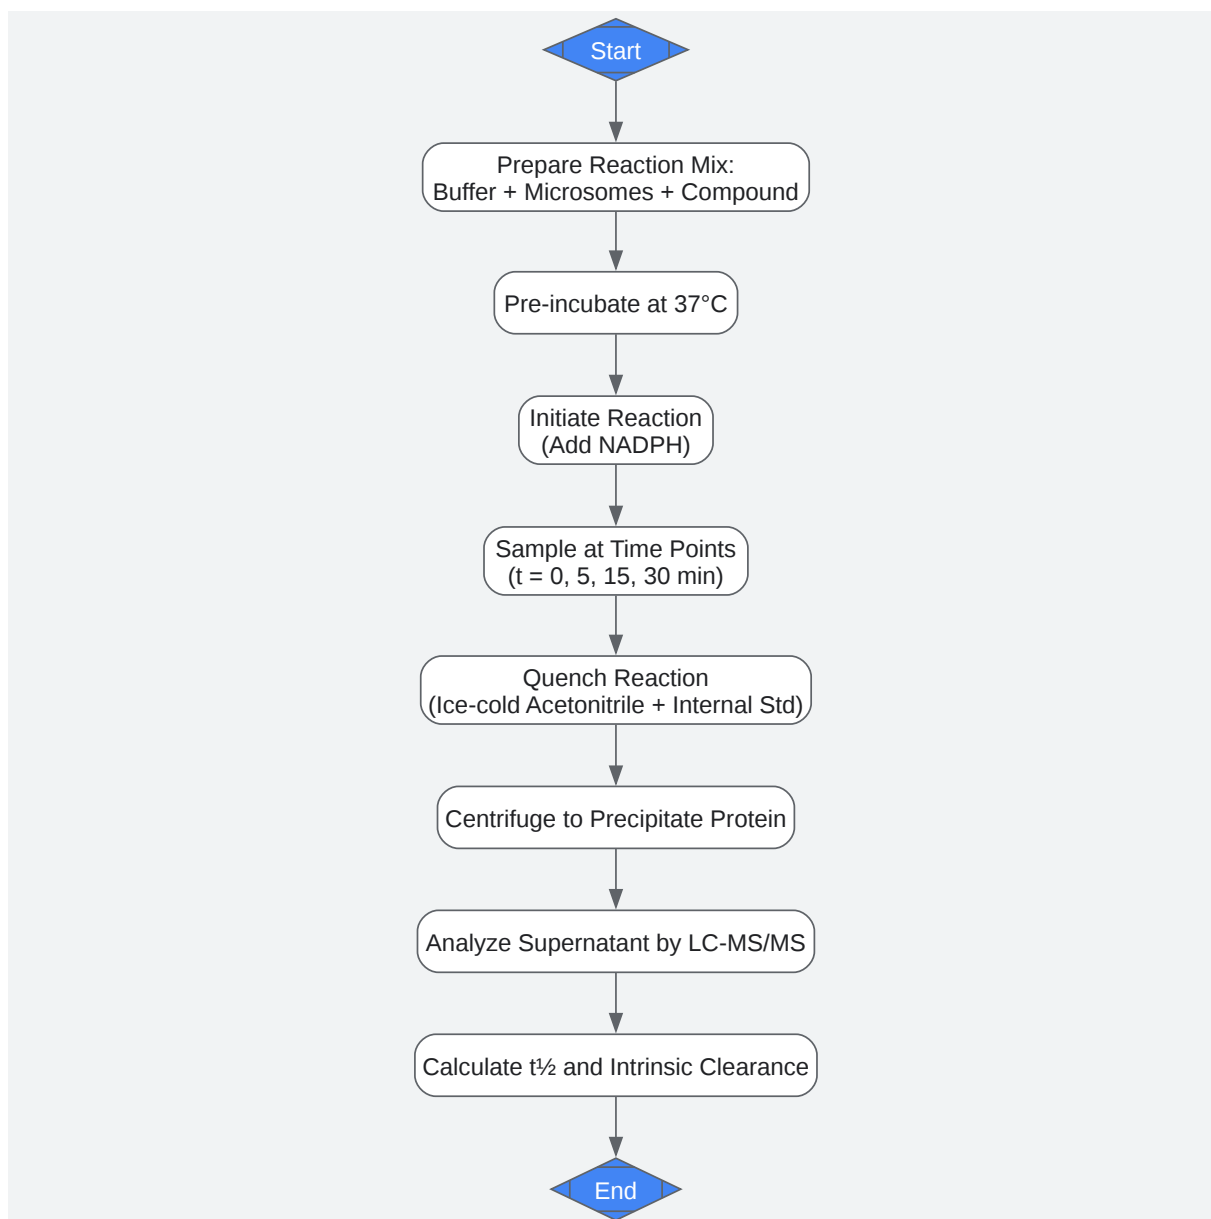 Start
Prepare Reaction Mix:
Buffer + Microsomes + Compound
Pre-incubate at 37°C
Initiate Reaction
(Add NADPH)
Sample at Time Points
(t = 0, 5, 15, 30 min)
Quench Reaction
(Ice-cold Acetonitrile + Internal Std)
Centrifuge to Precipitate Protein
Analyze Supernatant by LC-MS/MS
Calculate t½ and Intrinsic Clearance
End